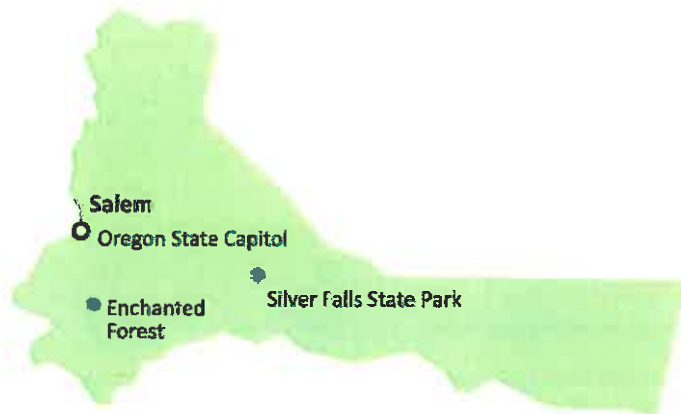 Salem
Oregon State Capitol
Silver Falls State Park
Enchanted
Forest